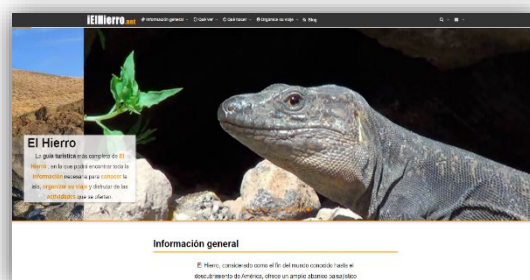 iElHierro.net Información general Qué ver Qué hacer Organice su viaje Blog
El Hierro
La guía turística más completa de El
Hierro, en la que podrá encontrar toda la
información necesaria para conocer la
isla, organizar su viaje y disfrutar de las
actividades que se ofertan
Información general
El Hierro, considerado como el fin del mundo conocido hasta el
descubrimiento de América, ofrece un amplio abanico paisajístico